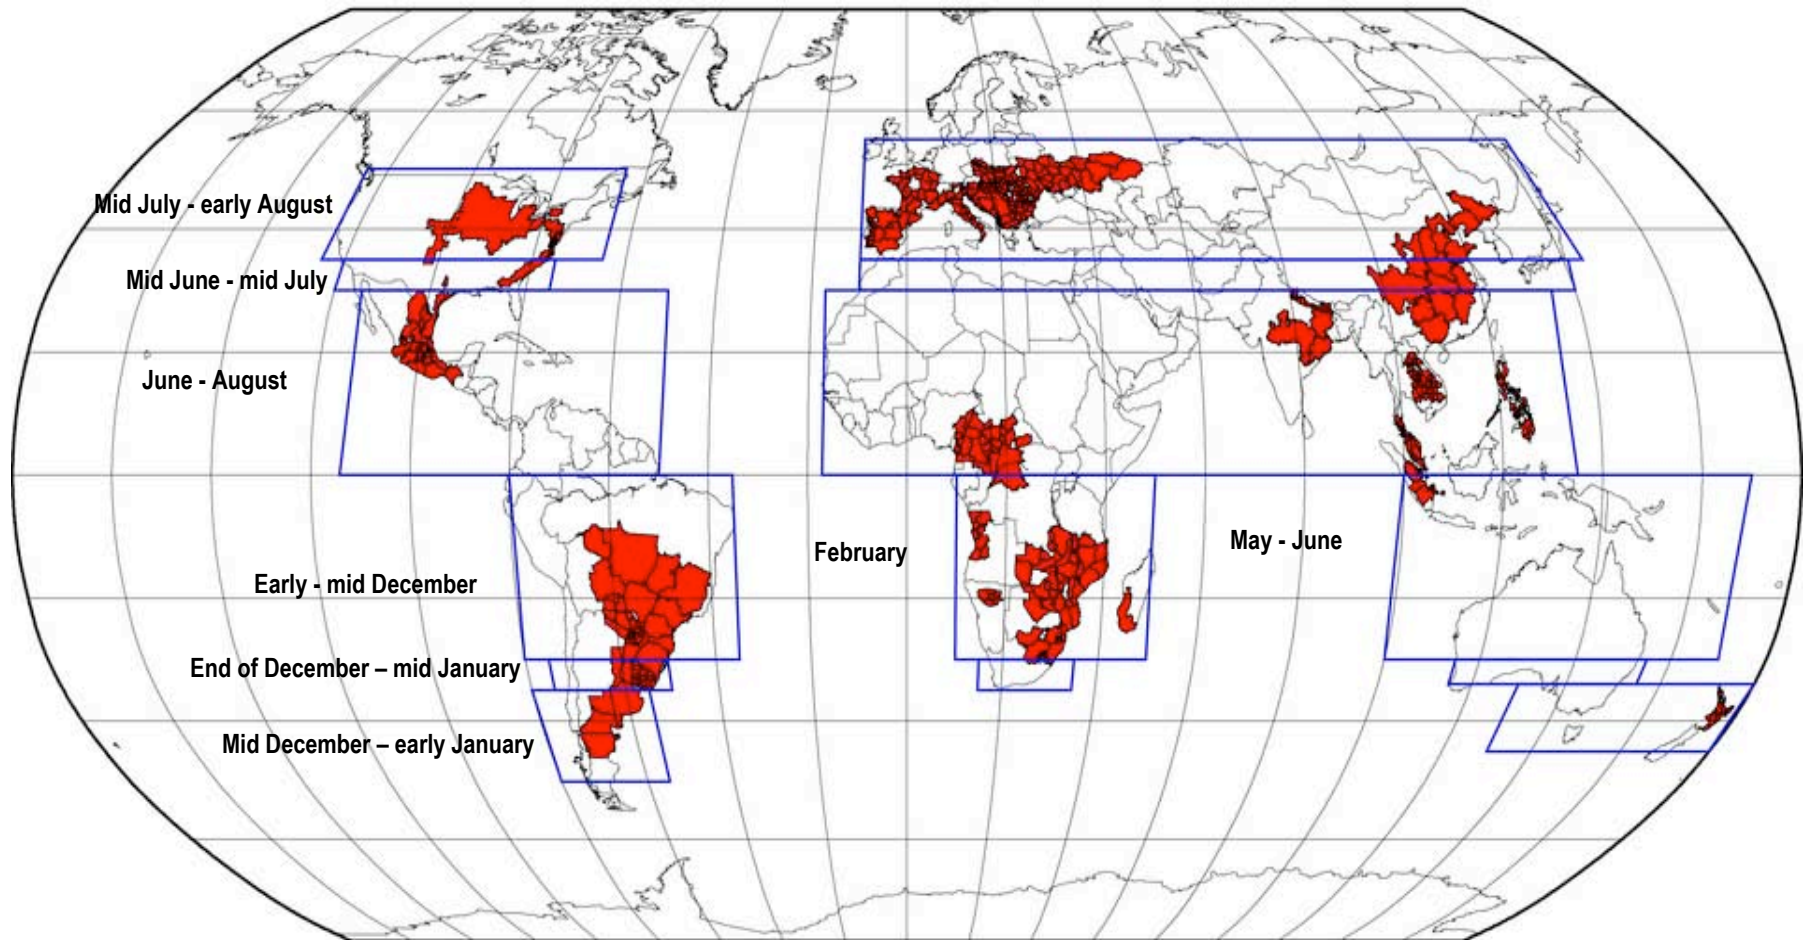 Mid July - early August
Mid June - mid July
June - August
February
May - June
Early - mid December
End of December – mid January
Mid December – early January